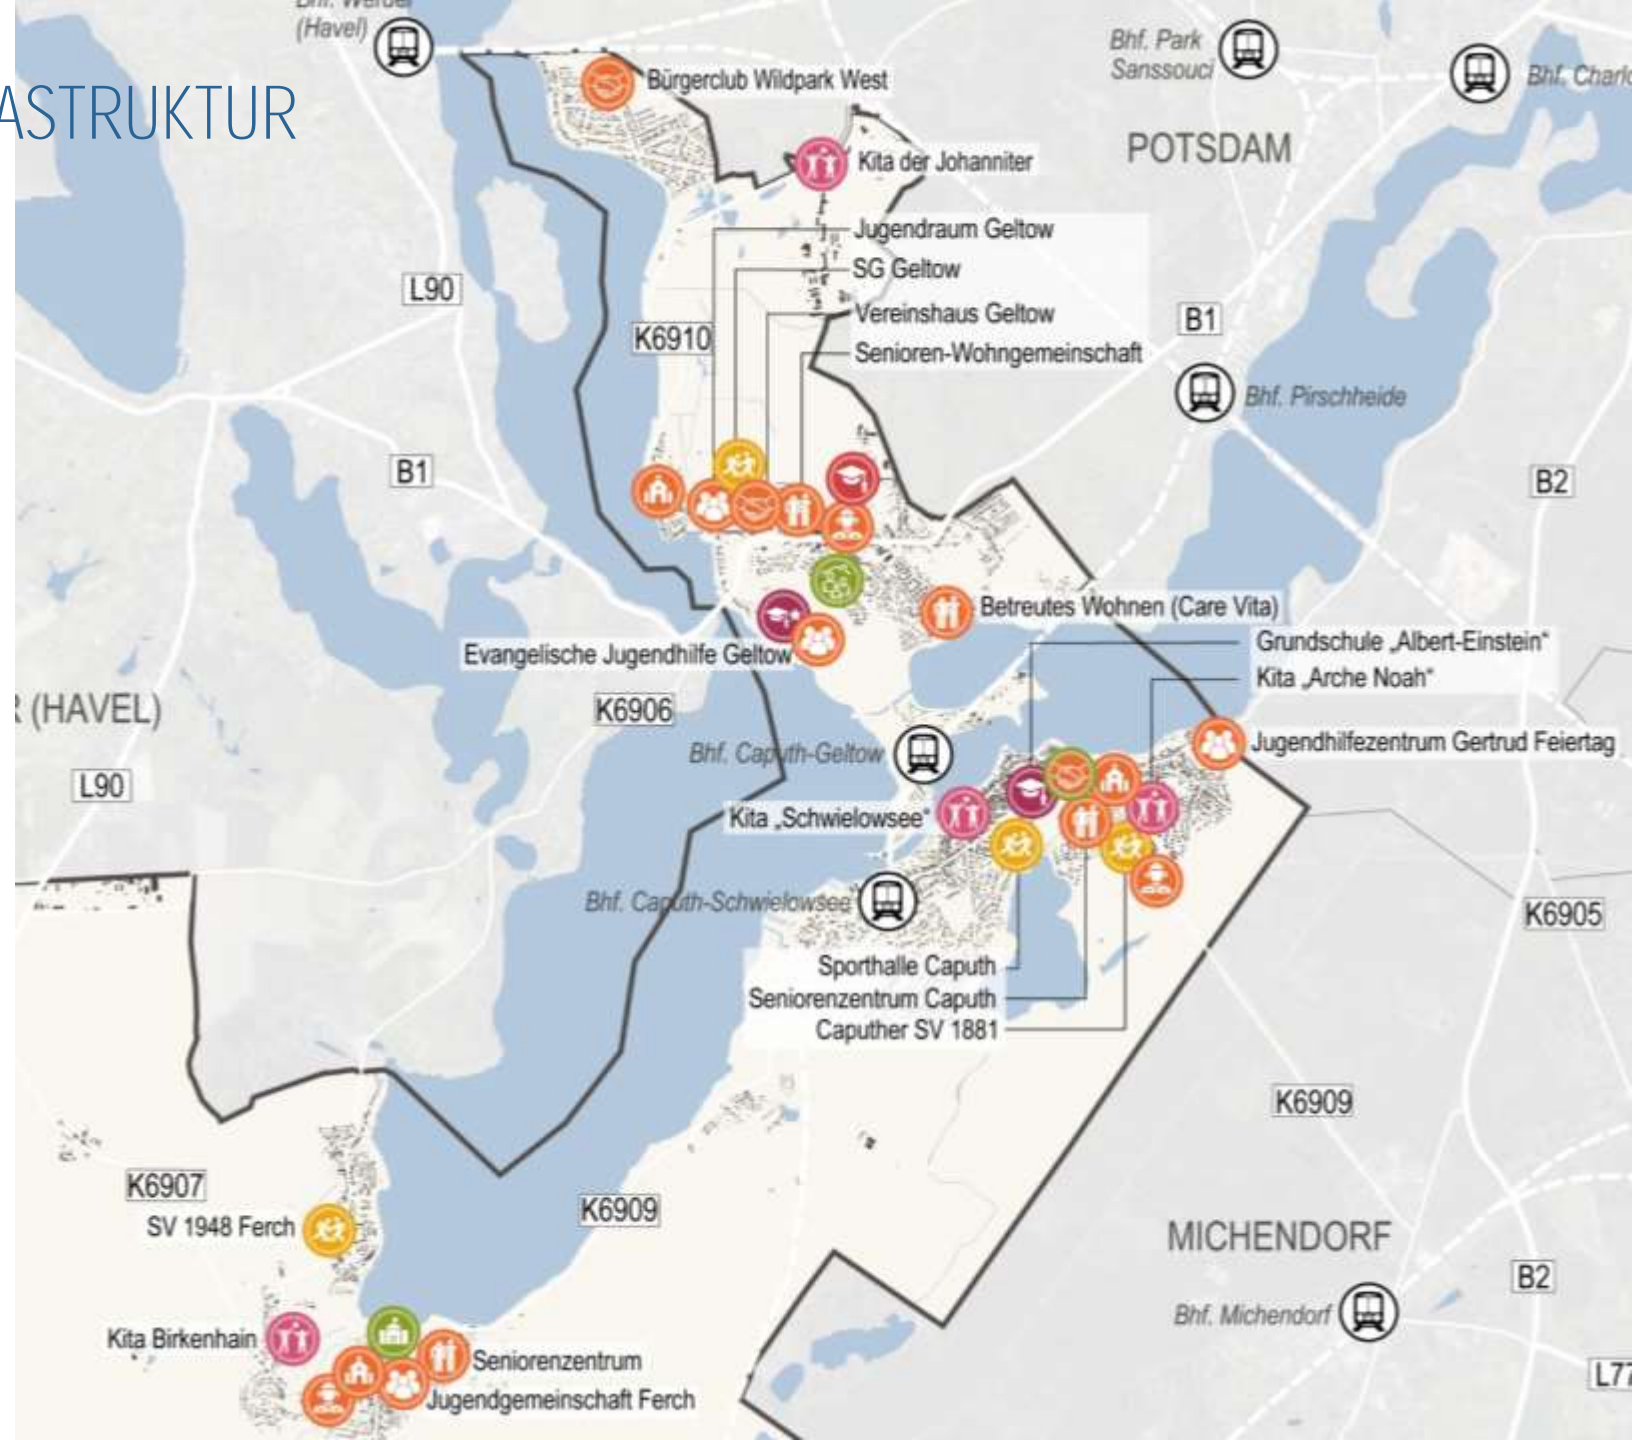 (Havel)
Bhf. Park
Sanssouci
Bürgerclub Wildpark West
ASTRUKTUR
POTSDAM
Kita der Johanniter
Jugendraum Geltow
SG Geltow
L90
Vereinshaus Geltow
B1
K6910
Senioren-Wohngemeinschaft
Bhf. Pirschheide
B1
B2
Betreutes Wohnen (Care Vita)
Evangelische Jugendhilfe Geltow
Grundschule „Albert-Einstein“
Kita „Arche Noah“
(HAVEL)
K6906
Jugendhilfezentrum Gertrud Feiertag
Bhf. Caputh-Geltow
L90
Kita „Schwielowsee“
Bhf. Caputh-Schwielowsee
K6905
Sporthalle Caputh
Seniorenzentrum Caputh
Caputher SV 1881
K6909
K6907
K6909
SV 1948 Ferch
MICHENDORF
B2
Bhf. Michendorf
Kita Birkenhain
Seniorenzentrum
L77
Jugendgemeinschaft Ferch